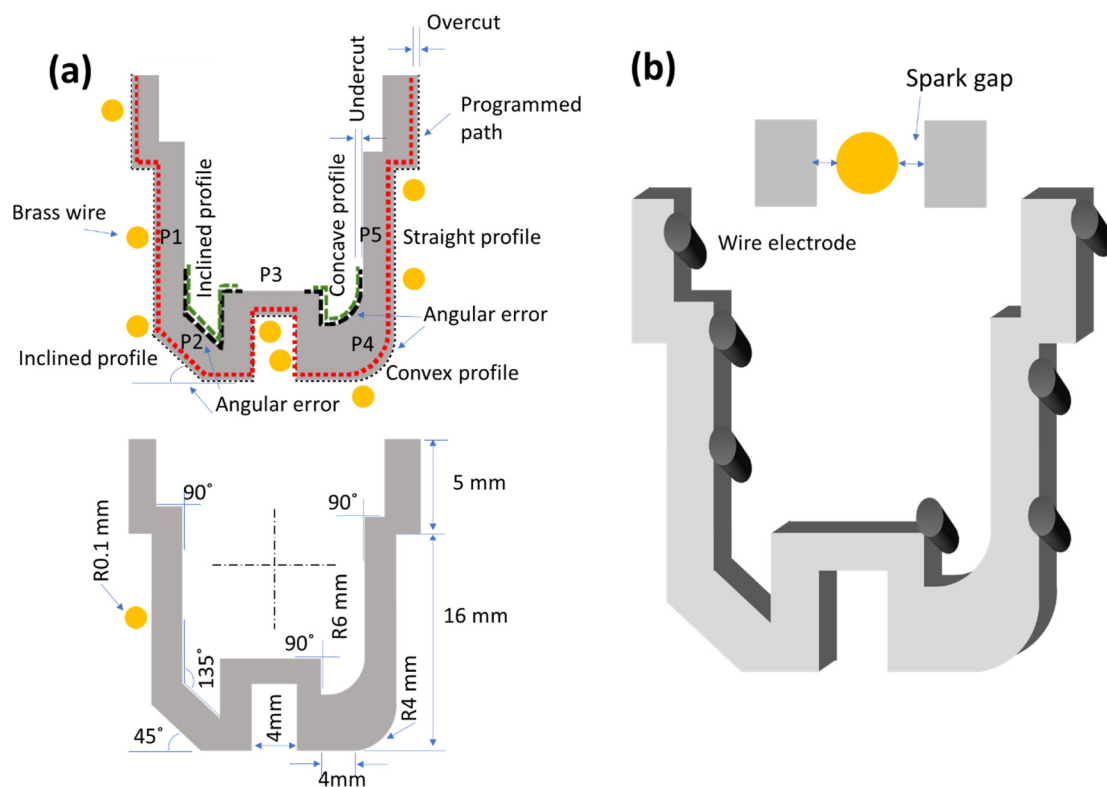 (a)
Overcut
Undercut
Programmed
path
Brass wire
P1
Inclined profile
P3
Concave profile
P5
Straight profile
Angular error
P2
P4
Inclined profile
Convex profile
Angular error
90˚
90˚
5 mm
R0.1 mm
R6 mm
16 mm
90˚
135˚
R4 mm
45˚
4mm
4mm
(b)
Spark gap
Wire electrode